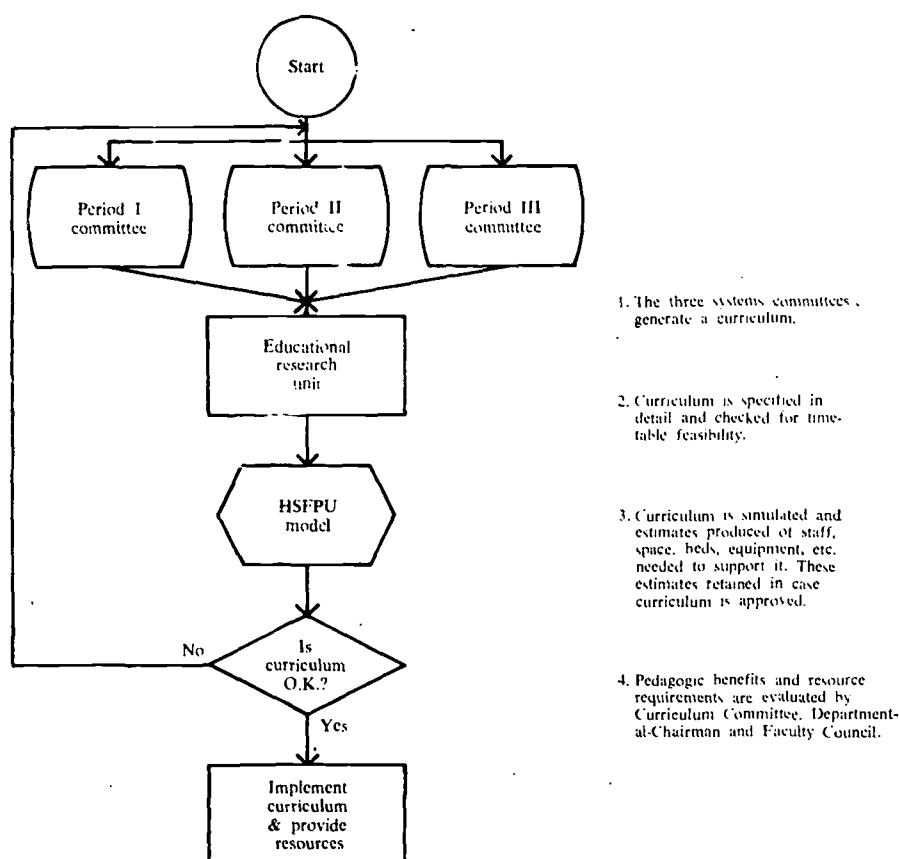 Start
Period I
committee
Period II
committee
Period III
committee
Educational
research
unit
HSFPU
model
No
Is
curriculum
O.K.?
Yes
Implement
curriculum
& provide
resources
1. The three systems committees
generate a curriculum.
2. Curriculum is specified in
detail and checked for time-
table feasibility.
3. Curriculum is simulated and
estimates produced of staff,
space, beds, equipment, etc.
needed to support it. These
estimates retained in case
curriculum is approved.
4. Pedagogic benefits and resource
requirements are evaluated by
Curriculum Committee, Department-
al-Chairman and Faculty Council.